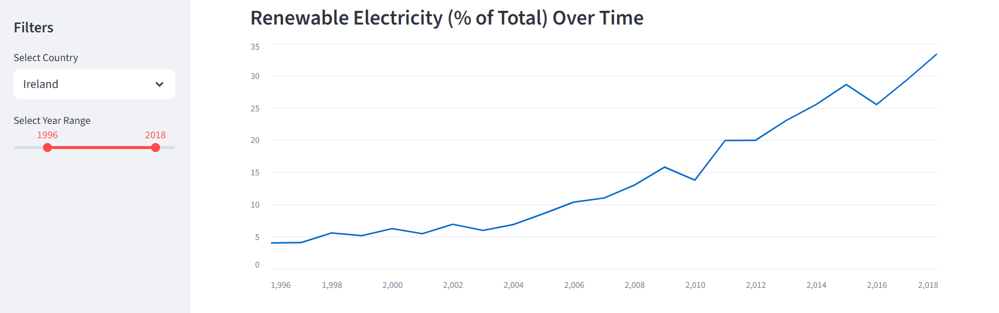 Filters
Select Country
Ireland
Select Year Range
1996 2018
Renewable Electricity (% of Total) Over Time
35
30
25
20
15
10
5
0
1,996 1,998 2,000 2,002 2,004 2,006 2,008 2,010 2,012 2,014 2,016 2,018